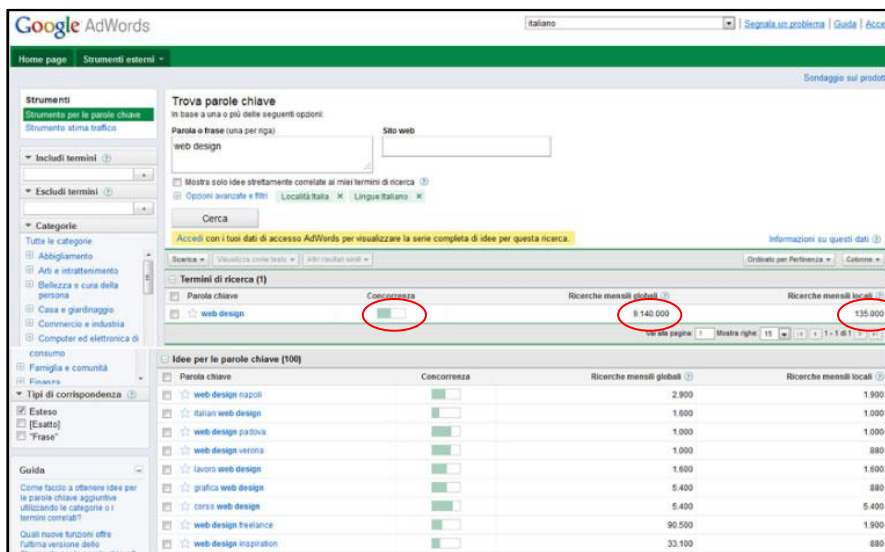 Google AdWords
italiano
Segnala un problema | Guida | Acce
Home page Strumenti esterni
Sondaggio sul prodott
Strumenti
Strumento per le parole chiave
Strumento stima traffico
Includi termini
Escludi termini
Categorie
Tutte le categorie
Abbigliamento
Arti e intrattenimento
Bellezza e cura della
persona
Casa e giardinaggio
Commercio e industria
Computer ed elettronica di
consumo
Famiglia e comunità
Finanza
Tipi di corrispondenza
Esteso
[Esatto]
"Frase"
Guida
Come faccio a ottenere idee per
le parole chiave aggiuntive
utilizzando le categorie o i
termini correlati?
Quali nuove funzioni offre
l'ultima versione dello
Trova parole chiave
In base a una o più delle seguenti opzioni:
Parola o frase (una per riga) Sito web
web design
Mostra solo idee strettamente correlate ai miei termini di ricerca
Opzioni avanzate e filtri Località:Italia × Lingue:Italiano ×
Cerca
Accedi con i tuoi dati di accesso AdWords per visualizzare la serie completa di idee per questa ricerca.
Informazioni su questi dati
Scarica Visualizza come testo Altri risultati simili Ordinato per Pertinenza Colonne
Termini di ricerca (1)
Parola chiave Concorrenza Ricerche mensili globali Ricerche mensili locali
web design 9.140.000 135.000
Vai alla pagina: 1 Mostra righe: 15 1 - 1 di 1
Idee per le parole chiave (100)
Parola chiave Concorrenza Ricerche mensili globali Ricerche mensili locali
web design napoli 2.900 1.900
italian web design 1.600 1.000
web design padova 1.000 1.000
web design verona 1.000 880
lavoro web design 1.600 1.600
grafica web design 5.400 880
corso web design 5.400 5.400
web design freelance 90.500 1.900
web design inspiration 33.100 880